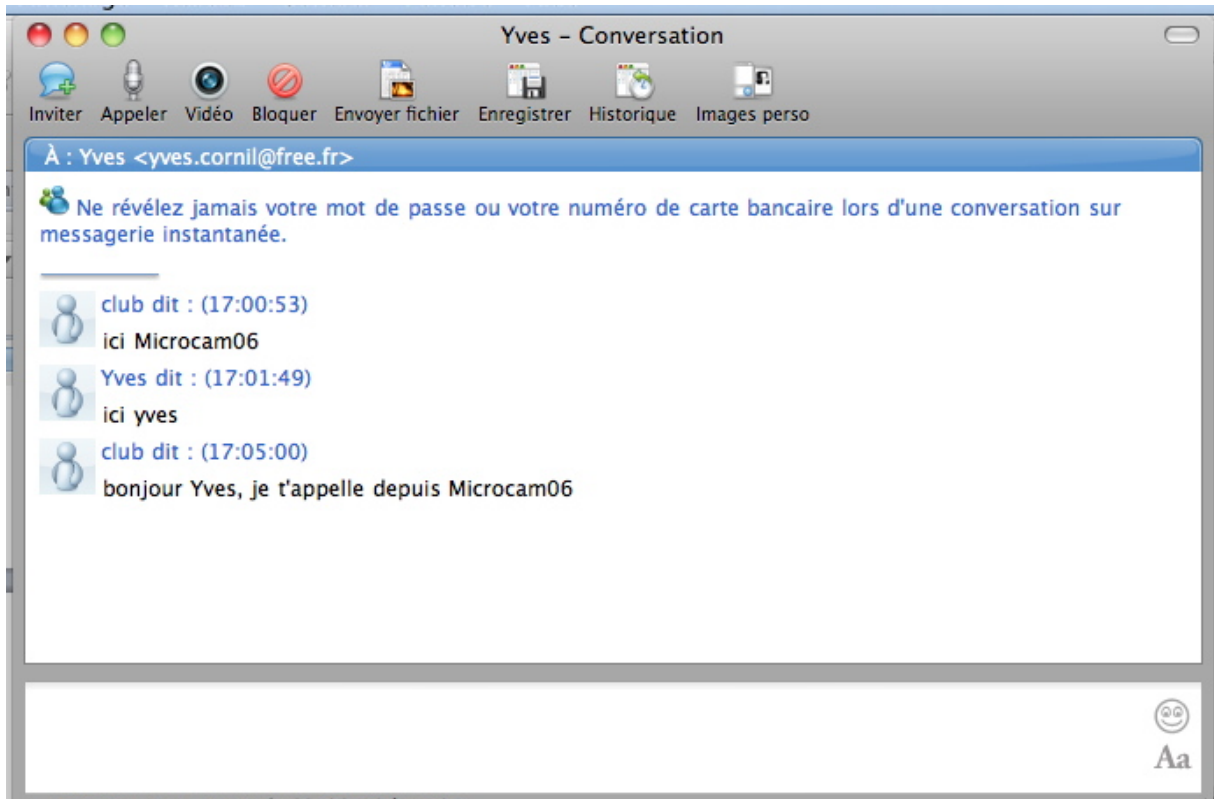 Yves – Conversation
Inviter Appeler Vidéo Bloquer Envoyer fichier Enregistrer Historique Images perso
À : Yves <yves.cornil@free.fr>
Ne révélez jamais votre mot de passe ou votre numéro de carte bancaire lors d'une conversation sur
messagerie instantanée.
club dit : (17:00:53)
ici Microcam06
Yves dit : (17:01:49)
ici yves
club dit : (17:05:00)
bonjour Yves, je t'appelle depuis Microcam06
Aa